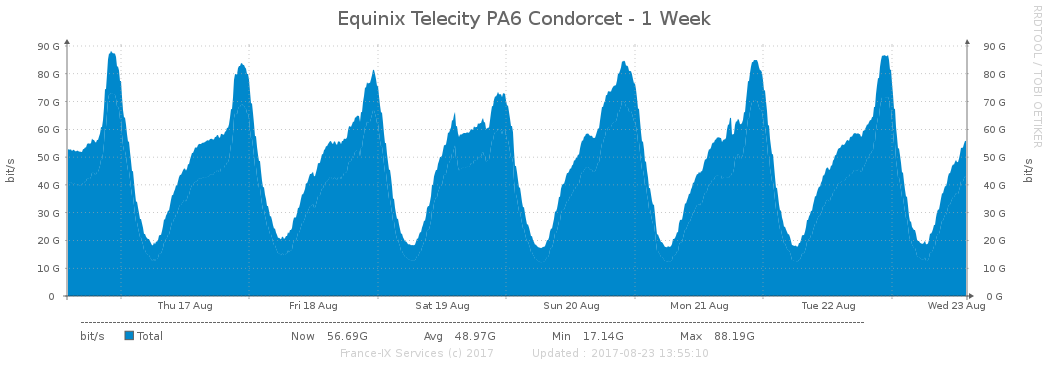 Equinix Telecity PA6 Condorcet - 1 Week
RRDTOOL / TOBI OETIKER
bit/s
90 G
80 G
70 G
60 G
50 G
40 G
30 G
20 G
10 G
0
90 G
80 G
70 G
60 G
50 G
40 G
30 G
20 G
10 G
0 G
bit/s
Thu 17 Aug Fri 18 Aug Sat 19 Aug Sun 20 Aug Mon 21 Aug Tue 22 Aug Wed 23 Aug
bit/s Total Now 56.69G Avg 48.97G Min 17.14G Max 88.19G
France-IX Services (c) 2017 Updated : 2017-08-23 13:55:10